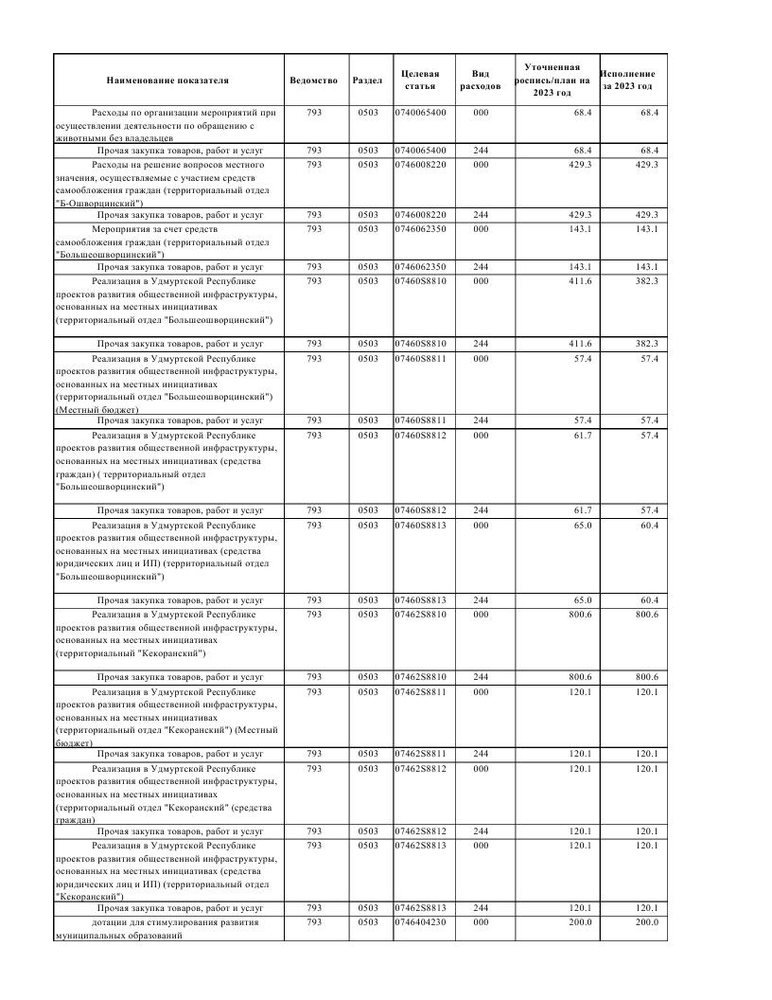 Наименование показателя Ведомство Раздел Целевая статья Вид расходов Уточненная роспись/план на 2023 год Исполнение за 2023 год
Расходы по организации мероприятий при 793 0503 0740065400 000 68.4 68.4
осуществлении деятельности по обращению с
животными без владельцев
Прочая закупка товаров, работ и услуг 793 0503 0740065400 244 68.4 68.4
Расходы на решение вопросов местного 793 0503 0746008220 000 429.3 429.3
значения, осуществляемые с участием средств
самообложения граждан (территориальный отдел
"Б-Ошворцинский")
Прочая закупка товаров, работ и услуг 793 0503 0746008220 244 429.3 429.3
Мероприятия за счет средств 793 0503 0746062350 000 143.1 143.1
самообложения граждан (территориальный отдел
"Большеошворцинский")
Прочая закупка товаров, работ и услуг 793 0503 0746062350 244 143.1 143.1
Реализация в Удмуртской Республике 793 0503 07460S8810 000 411.6 382.3
проектов развития общественной инфраструктуры,
основанных на местных инициативах
(территориальный отдел "Большеошворцинский")
Прочая закупка товаров, работ и услуг 793 0503 07460S8810 244 411.6 382.3
Реализация в Удмуртской Республике 793 0503 07460S8811 000 57.4 57.4
проектов развития общественной инфраструктуры,
основанных на местных инициативах
(территориальный отдел "Большеошворцинский")
(Местный бюджет)
Прочая закупка товаров, работ и услуг 793 0503 07460S8811 244 57.4 57.4
Реализация в Удмуртской Республике 793 0503 07460S8812 000 61.7 57.4
проектов развития общественной инфраструктуры,
основанных на местных инициативах (средства
граждан) ( территориальный отдел
"Большеошворцинский")
Прочая закупка товаров, работ и услуг 793 0503 07460S8812 244 61.7 57.4
Реализация в Удмуртской Республике 793 0503 07460S8813 000 65.0 60.4
проектов развития общественной инфраструктуры,
основанных на местных инициативах (средства
юридических лиц и ИП) (территориальный отдел
"Большеошворцинский")
Прочая закупка товаров, работ и услуг 793 0503 07460S8813 244 65.0 60.4
Реализация в Удмуртской Республике 793 0503 07462S8810 000 800.6 800.6
проектов развития общественной инфраструктуры,
основанных на местных инициативах
(территориальный "Кекоранский")
Прочая закупка товаров, работ и услуг 793 0503 07462S8810 244 800.6 800.6
Реализация в Удмуртской Республике 793 0503 07462S8811 000 120.1 120.1
проектов развития общественной инфраструктуры,
основанных на местных инициативах
(территориальный отдел "Кекоранский") (Местный
бюджет)
Прочая закупка товаров, работ и услуг 793 0503 07462S8811 244 120.1 120.1
Реализация в Удмуртской Республике 793 0503 07462S8812 000 120.1 120.1
проектов развития общественной инфраструктуры,
основанных на местных инициативах
(территориальный отдел "Кекоранский" (средства
граждан)
Прочая закупка товаров, работ и услуг 793 0503 07462S8812 244 120.1 120.1
Реализация в Удмуртской Республике 793 0503 07462S8813 000 120.1 120.1
проектов развития общественной инфраструктуры,
основанных на местных инициативах (средства
юридических лиц и ИП) (территориальный отдел
"Кекоранский")
Прочая закупка товаров, работ и услуг 793 0503 07462S8813 244 120.1 120.1
дотации для стимулирования развития 793 0503 0746404230 000 200.0 200.0
муниципальных образований